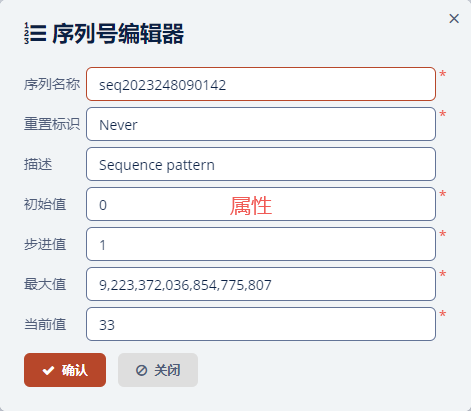 序列号编辑器
序列名称 seq2023248090142 *
重置标识 Never *
描述 Sequence pattern
初始值 0 属性 *
步进值 1 *
最大值 9,223,372,036,854,775,807 *
当前值 33 *
确认 关闭